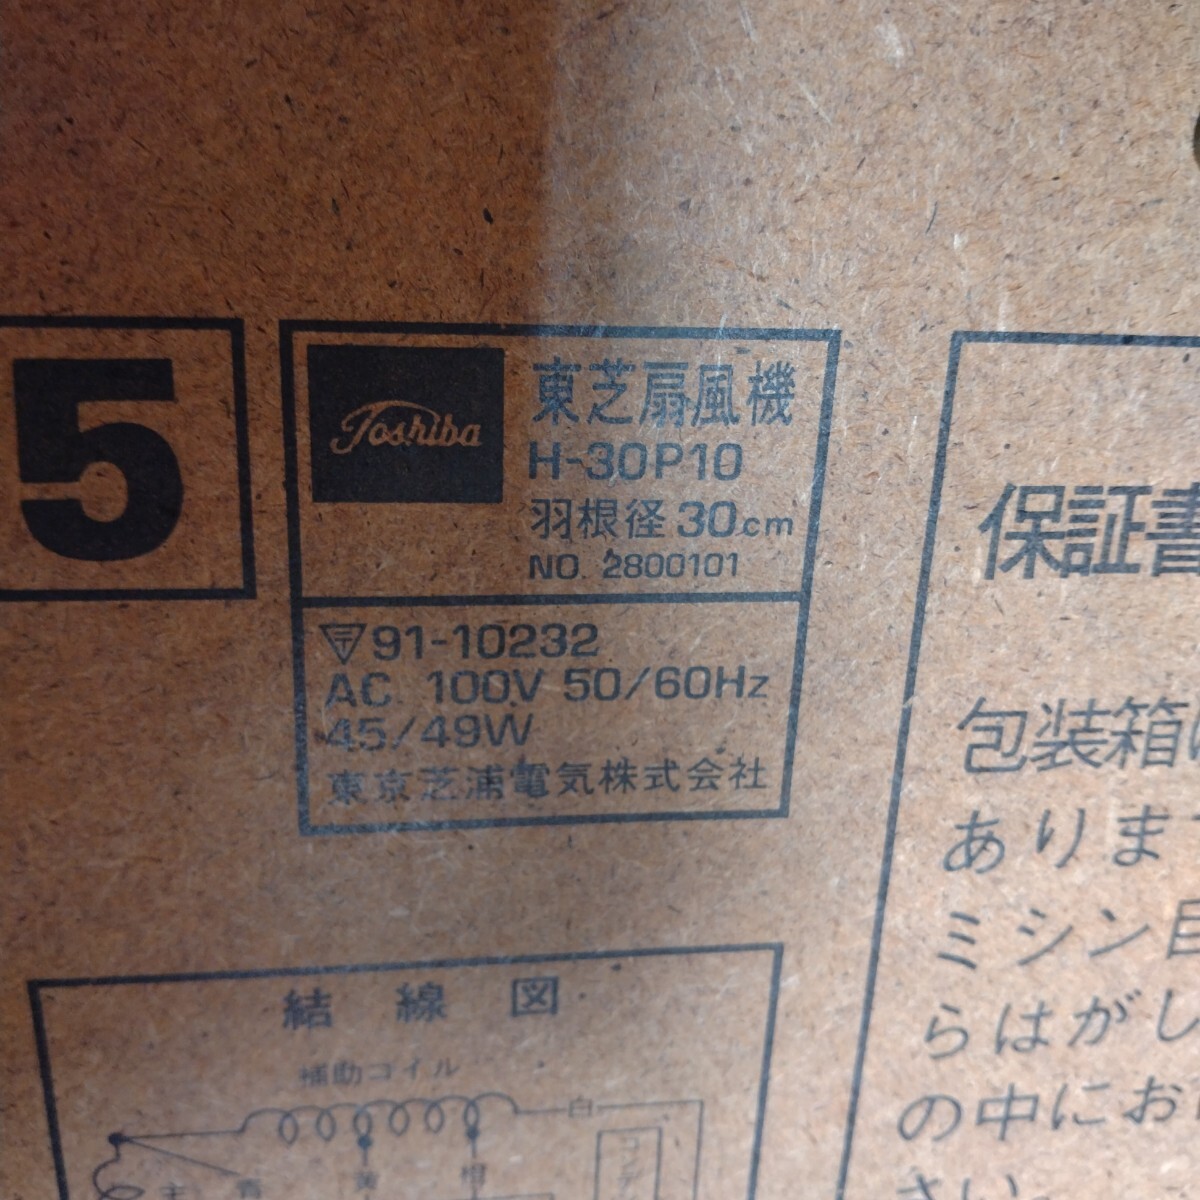 5
Toshiba
東芝扇風機
H-30P10
羽根径30cm
NO. 2800101
91-10232
AC 100V 50/60Hz
45/49W
東京芝浦電気株式会社
保証書
包装箱
ありま
ミシン目
らはがし
の中にお
さい
結線図
補助コイル
白